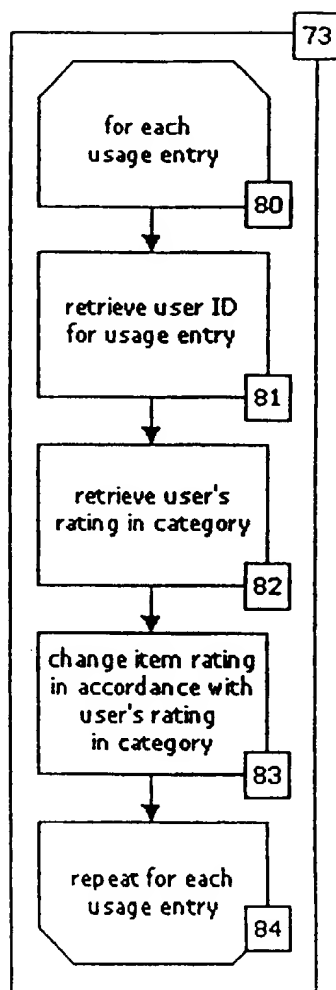 73
for each
usage entry
80
retrieve user ID
for usage entry
81
retrieve user's
rating in category
82
change item rating
in accordance with
user's rating
in category
83
repeat for each
usage entry
84